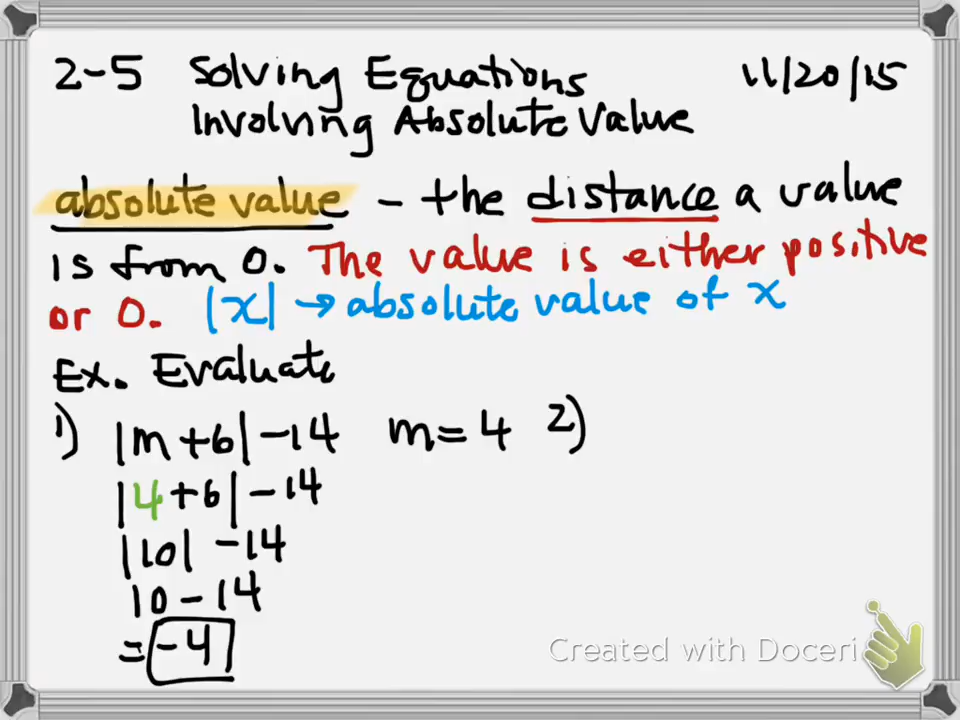 2-5 Solving Equations 11/20/15
Involving Absolute Value
absolute value - the distance a value
is from 0. The value is either positive
or 0. |x| → absolute value of x
Ex. Evaluate
1) |m+6| -14 m=4 2)
|4+6| -14
|10| -14
10 - 14
= -4
Created with Doceri